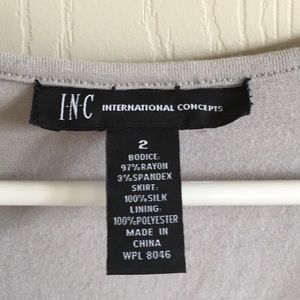 I·N·C INTERNATIONAL CONCEPTS
2
BODICE:
97%RAYON
3%SPANDEX
SKIRT:
100%SILK
LINING:
100%POLYESTER
MADE IN
CHINA
WPL 8046